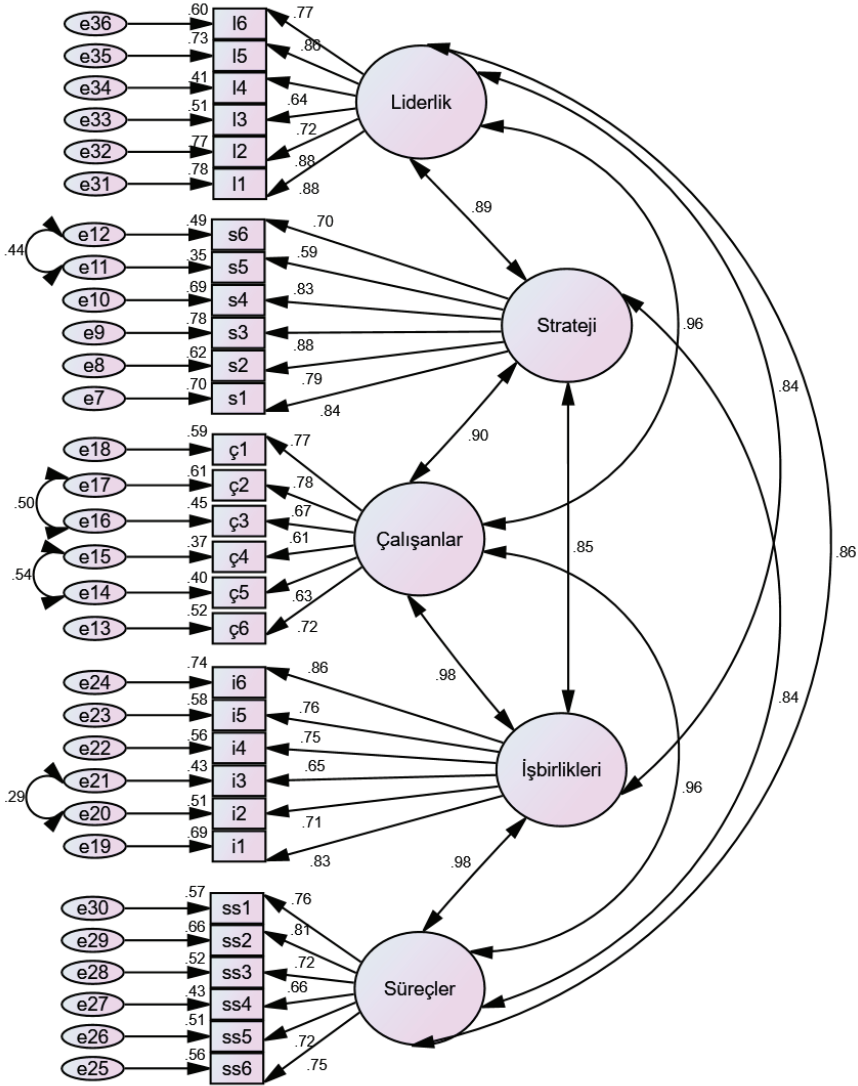 e36 .60 l6 .77
e35 .73 l5 .86
e34 .41 l4 .64
e33 .51 l3 .72
e32 .77 l2 .88
e31 .78 l1 .88
Liderlik
.89
.44
e12 .49 s6 .70
e11 .35 s5 .59
e10 .69 s4 .83
e9 .78 s3 .88
e8 .62 s2 .79
e7 .70 s1 .84
Strateji
.96
.84
.90
.50
.54
e18 .59 ç1 .77
e17 .61 ç2 .78
e16 .45 ç3 .67
e15 .37 ç4 .61
e14 .40 ç5 .63
e13 .52 ç6 .72
Çalışanlar
.85
.86
.98
.84
.29
e24 .74 i6 .86
e23 .58 i5 .76
e22 .56 i4 .75
e21 .43 i3 .65
e20 .51 i2 .71
e19 .69 i1 .83
İşbirlikleri
.96
.98
e30 .57 ss1 .76
e29 .66 ss2 .81
e28 .52 ss3 .72
e27 .43 ss4 .66
e26 .51 ss5 .72
e25 .56 ss6 .75
Süreçler